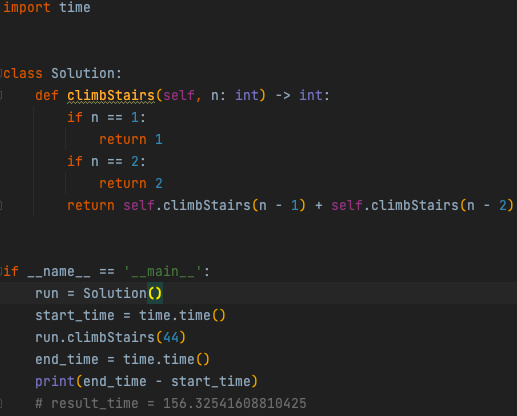 import time
class Solution:
    def climbStairs(self, n: int) -> int:
        if n == 1:
            return 1
        if n == 2:
            return 2
        return self.climbStairs(n - 1) + self.climbStairs(n - 2)
if __name__ == '__main__':
    run = Solution()
    start_time = time.time()
    run.climbStairs(44)
    end_time = time.time()
    print(end_time - start_time)
    # result_time = 156.32541608810425